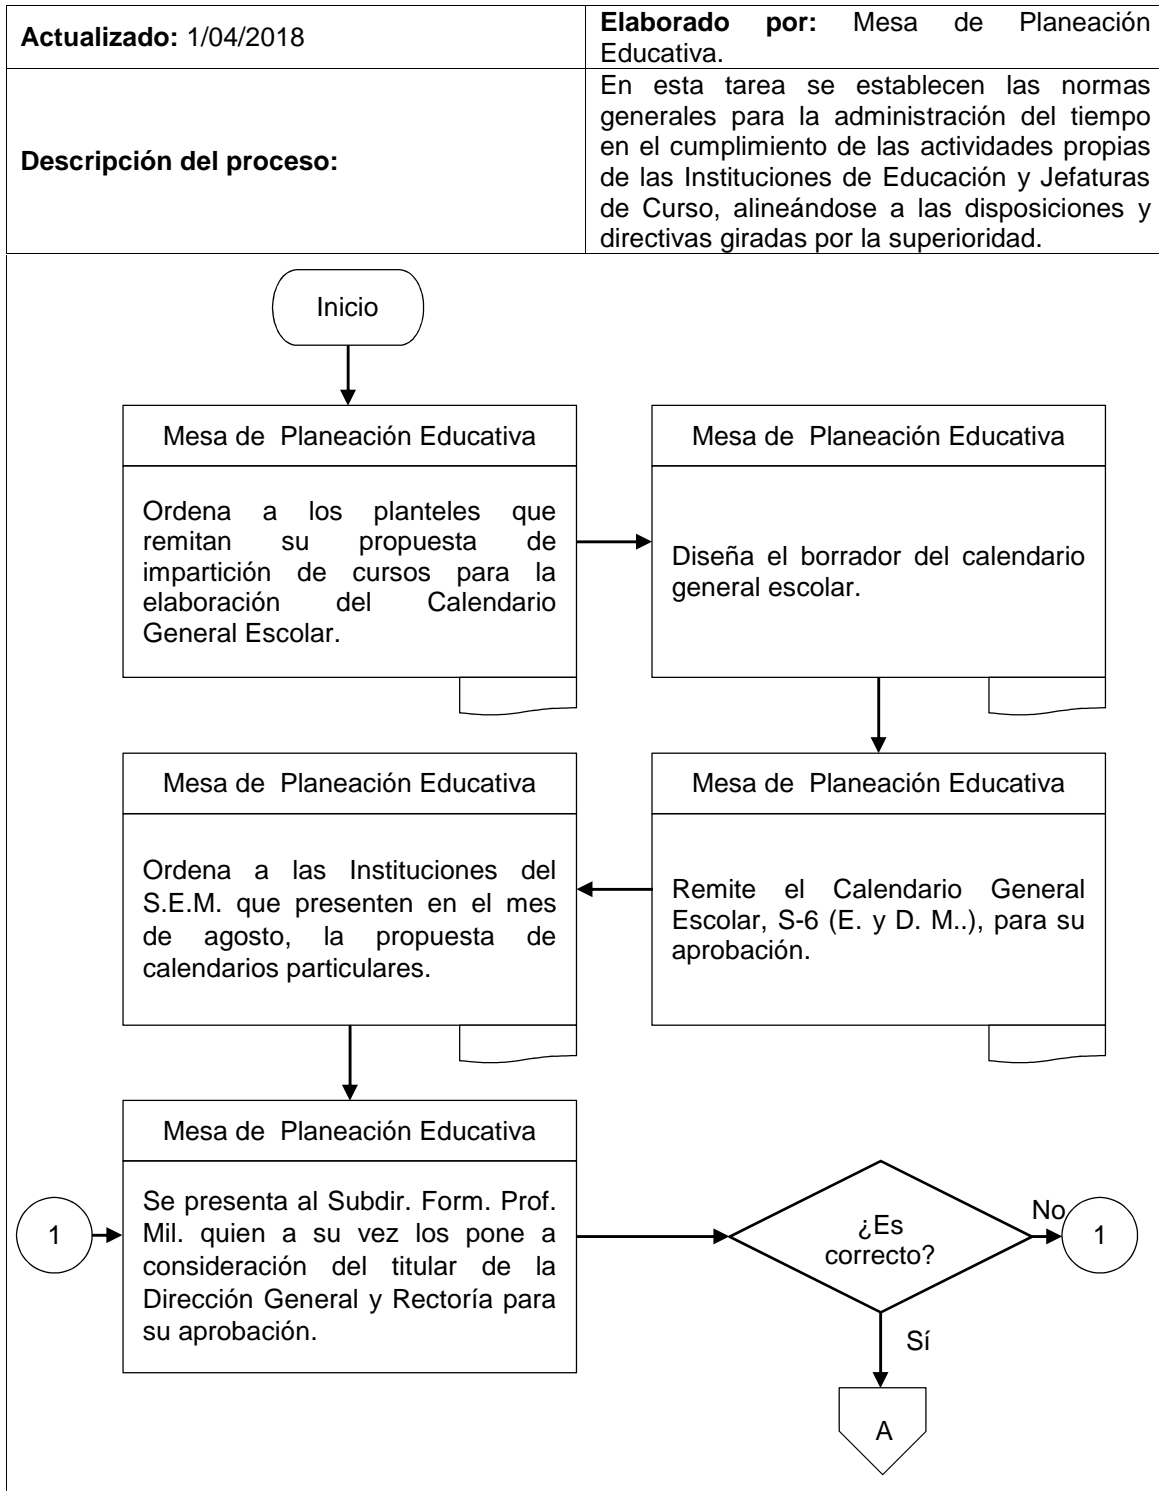 Actualizado: 1/04/2018
Elaborado por: Mesa de Planeación
Educativa.
Descripción del proceso:
En esta tarea se establecen las normas
generales para la administración del tiempo
en el cumplimiento de las actividades propias
de las Instituciones de Educación y Jefaturas
de Curso, alineándose a las disposiciones y
directivas giradas por la superioridad.
Inicio
Mesa de Planeación Educativa
Ordena a los planteles que
remitan su propuesta de
impartición de cursos para la
elaboración del Calendario
General Escolar.
Mesa de Planeación Educativa
Diseña el borrador del calendario
general escolar.
Mesa de Planeación Educativa
Remite el Calendario General
Escolar, S-6 (E. y D. M..), para su
aprobación.
Mesa de Planeación Educativa
Ordena a las Instituciones del
S.E.M. que presenten en el mes
de agosto, la propuesta de
calendarios particulares.
Mesa de Planeación Educativa
1
Se presenta al Subdir. Form. Prof.
Mil. quien a su vez los pone a
consideración del titular de la
Dirección General y Rectoría para
su aprobación.
¿Es
correcto?
No
1
Sí
A